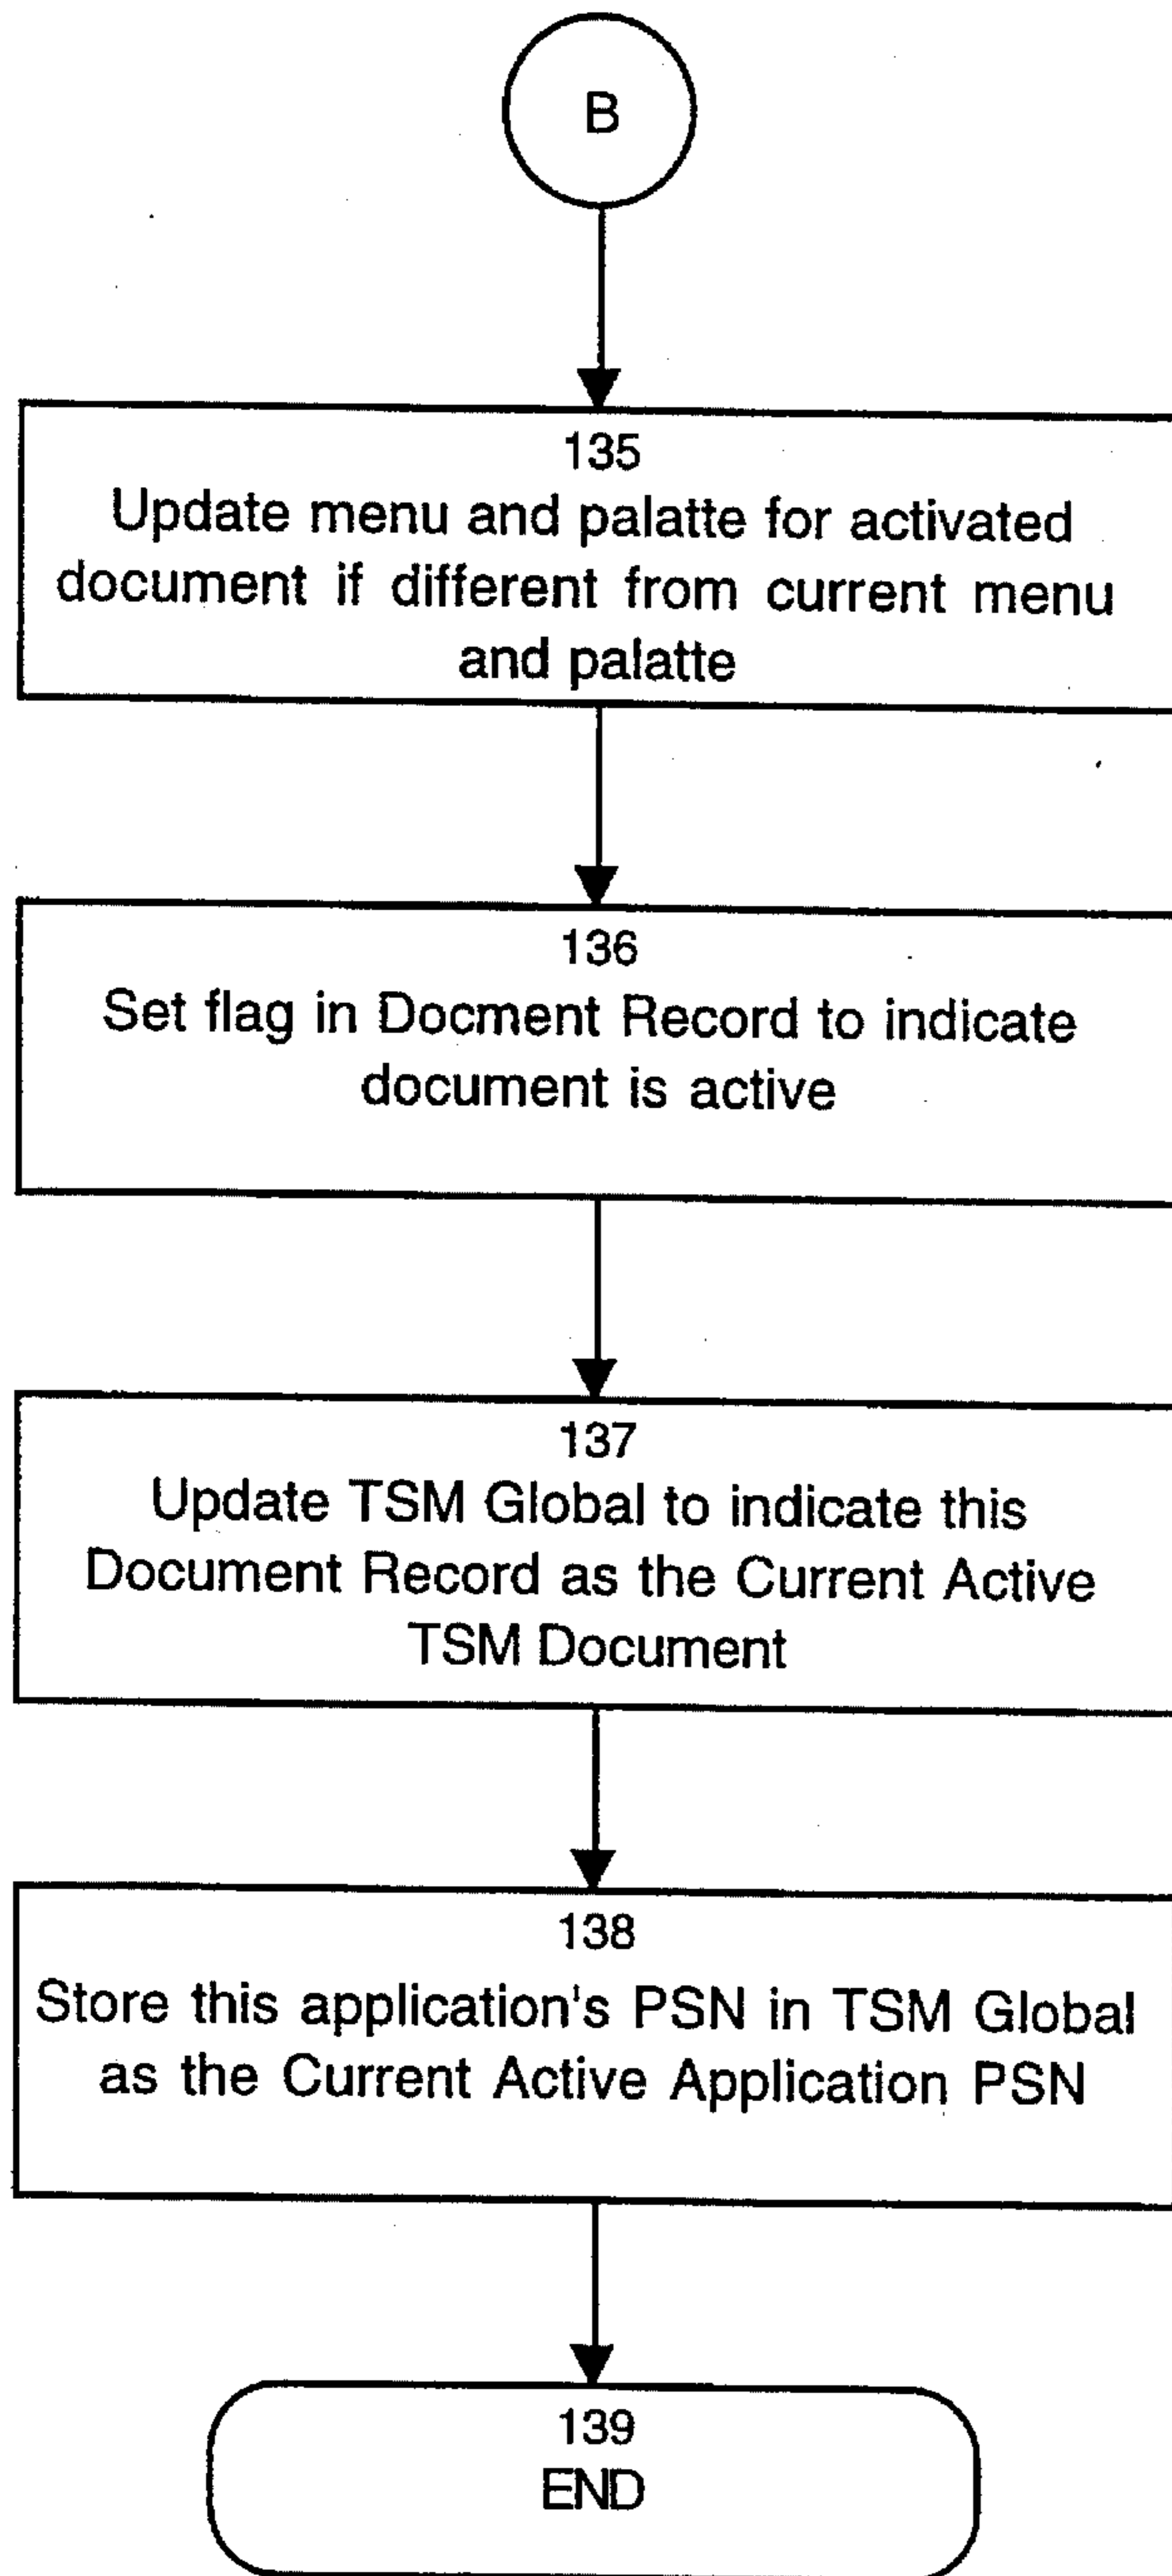 B
135
Update menu and palatte for activated
document if different from current menu
and palatte
136
Set flag in Docment Record to indicate
document is active
137
Update TSM Global to indicate this
Document Record as the Current Active
TSM Document
138
Store this application's PSN in TSM Global
as the Current Active Application PSN
139
END